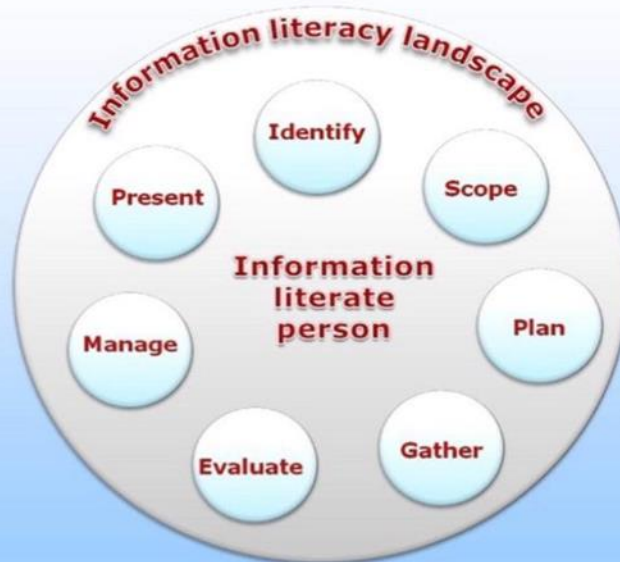 Information literacy landscape
Identify
Scope
Plan
Gather
Evaluate
Manage
Present
Information
literate
person